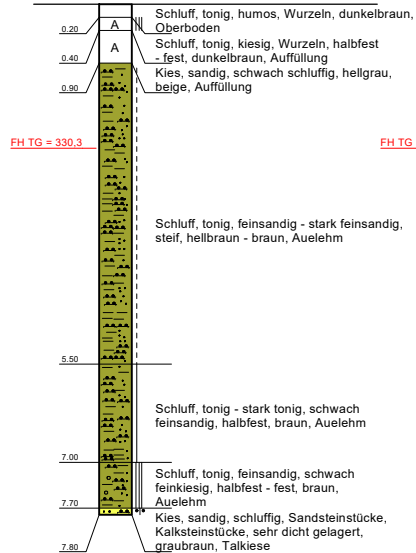 Schluff, tonig, humos, Wurzeln, dunkelbraun,
Oberboden
0.20
A
Schluff, tonig, kiesig, Wurzeln, halbfest
- fest, dunkelbraun, Auffüllung
0.40
A
Kies, sandig, schwach schluffig, hellgrau,
beige, Auffüllung
0.90
FH TG = 330,3
FH TG
Schluff, tonig, feinsandig - stark feinsandig,
steif, hellbraun - braun, Auelehm
5.50
Schluff, tonig - stark tonig, schwach
feinsandig, halbfest, braun, Auelehm
7.00
Schluff, tonig, feinsandig, schwach
feinkiesig, halbfest - fest, braun,
Auelehm
7.70
Kies, sandig, schluffig, Sandsteinstücke,
Kalksteinstücke, sehr dicht gelagert,
graubraun, Talkiese
7.80